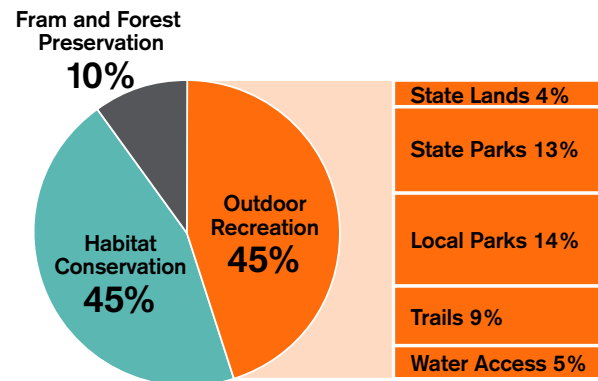 Fram and Forest
Preservation
10%
Outdoor
Recreation
45%
Habitat
Conservation
45%
State Lands 4%
State Parks 13%
Local Parks 14%
Trails 9%
Water Access 5%